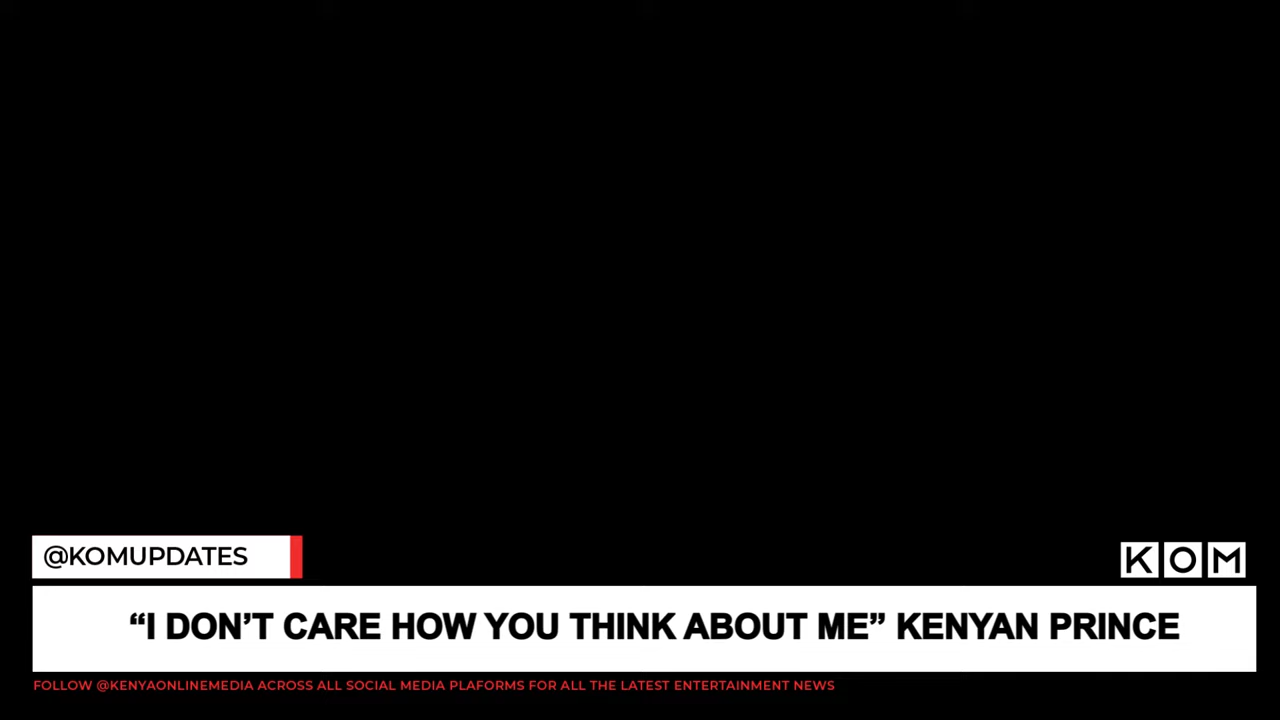 @KOMUPDATES
KOM
“I DON’T CARE HOW YOU THINK ABOUT ME” KENYAN PRINCE
FOLLOW @KENYAONLINEMEDIA ACROSS ALL SOCIAL MEDIA PLAFORMS FOR ALL THE LATEST ENTERTAINMENT NEWS